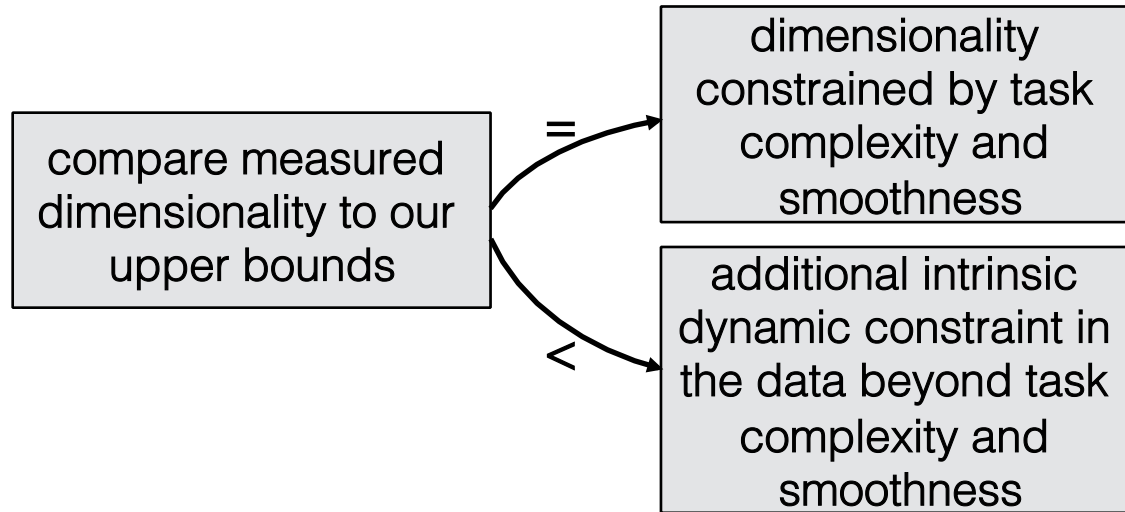 compare measured
dimensionality to our
upper bounds
=
<
dimensionality
constrained by task
complexity and
smoothness
additional intrinsic
dynamic constraint in
the data beyond task
complexity and
smoothness